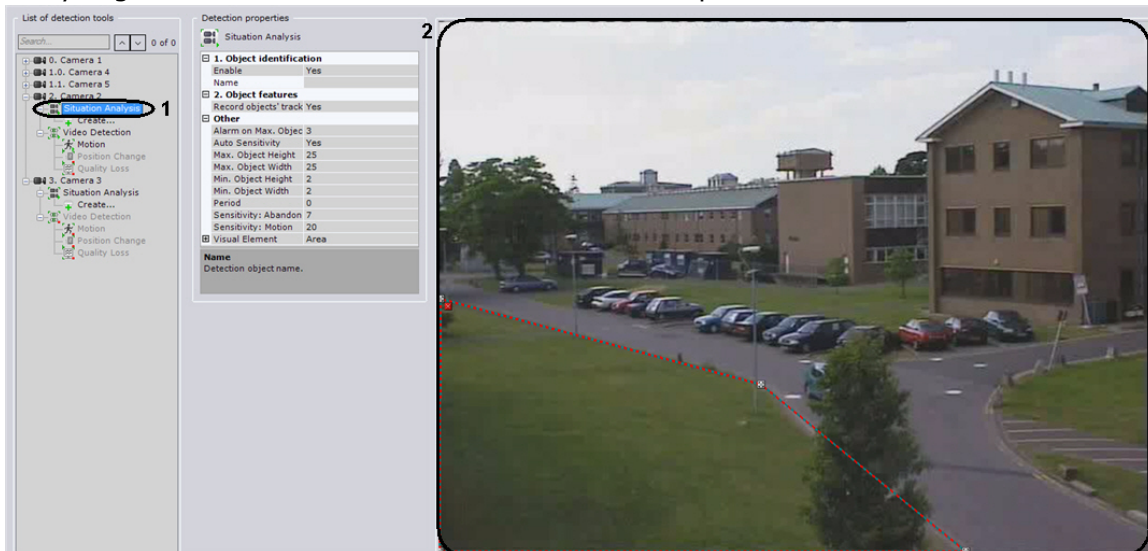 List of detection tools
Search...
0 of 0
0. Camera 1
1.0. Camera 4
1.1. Camera 5
2. Camera 2
Situation Analysis
1
Create...
Video Detection
Motion
Position Change
Quality Loss
3. Camera 3
Situation Analysis
Create...
Video Detection
Motion
Position Change
Quality Loss
Detection properties
Situation Analysis
1. Object identification
Enable Yes
Name
2. Object features
Record objects' track Yes
Other
Alarm on Max. Objec 3
Auto Sensitivity Yes
Max. Object Height 25
Max. Object Width 25
Min. Object Height 2
Min. Object Width 2
Period 0
Sensitivity: Abandon 7
Sensitivity: Motion 20
Visual Element Area
Name
Detection object name.
2